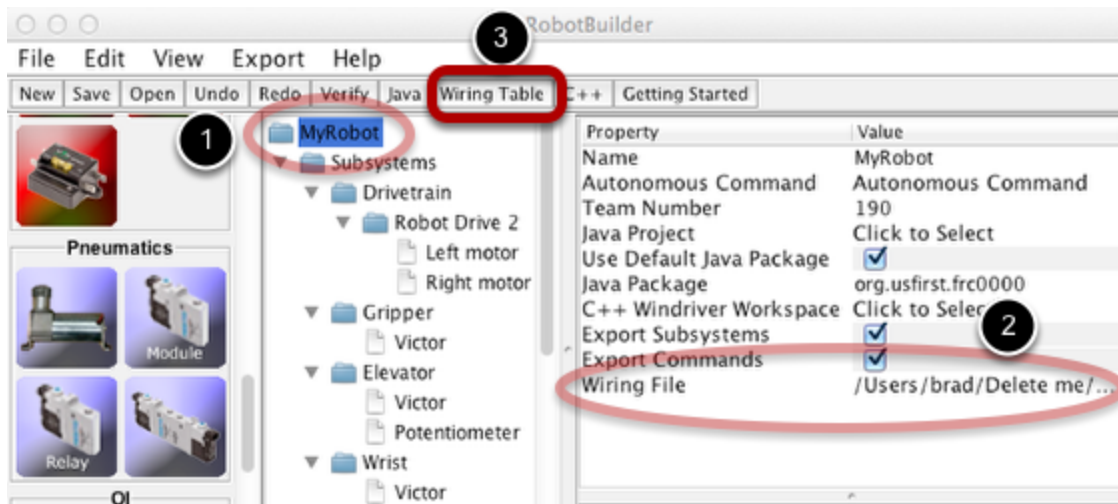 RobotBuilder
3
File Edit View Export Help
New Save Open Undo Redo Verify Java Wiring Table C++ Getting Started
1
MyRobot
Subsystems
Drivetrain
Robot Drive 2
Left motor
Right motor
Gripper
Victor
Elevator
Victor
Potentiometer
Wrist
Victor
Pneumatics
Module
Relay
OI
Property Value
Name MyRobot
Autonomous Command Autonomous Command
Team Number 190
Java Project Click to Select
Use Default Java Package
Java Package org.usfirst.frc0000
C++ Windriver Workspace Click to Select
2
Export Subsystems
Export Commands
Wiring File /Users/brad/Delete me/...